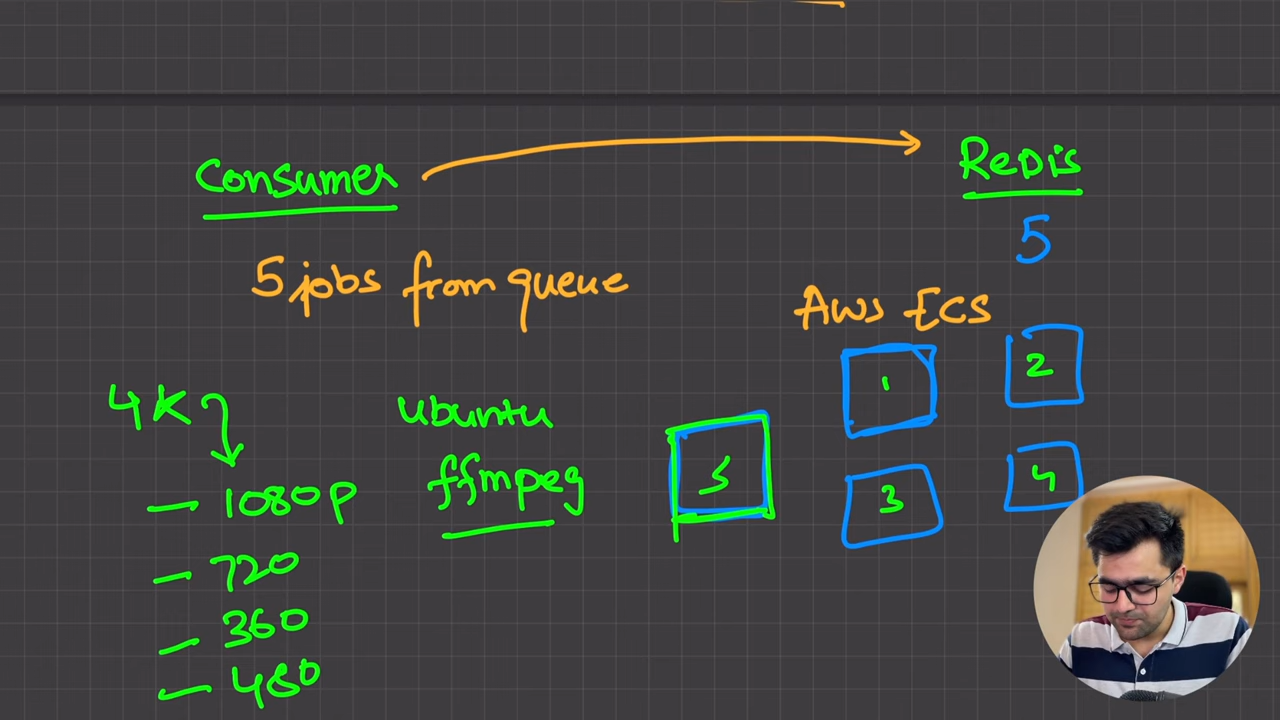 Consumer
Redis
5
5 jobs from queue
Aws ECS
1
2
4K
ubuntu
5
3
4
ffmpeg
- 1080p
- 720
- 360
- 480